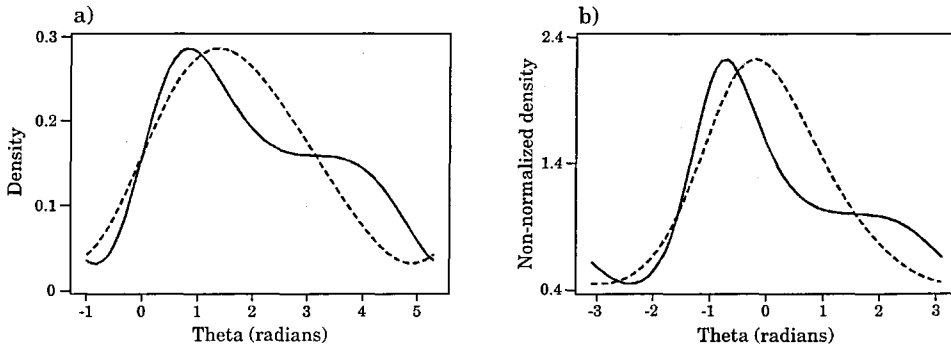 a)
Density
0.3
0.2
0.1
0
-1 0 1 2 3 4 5
Theta (radians)
b)
Non-normalized density
2.4
1.4
0.4
-3 -2 -1 0 1 2 3
Theta (radians)